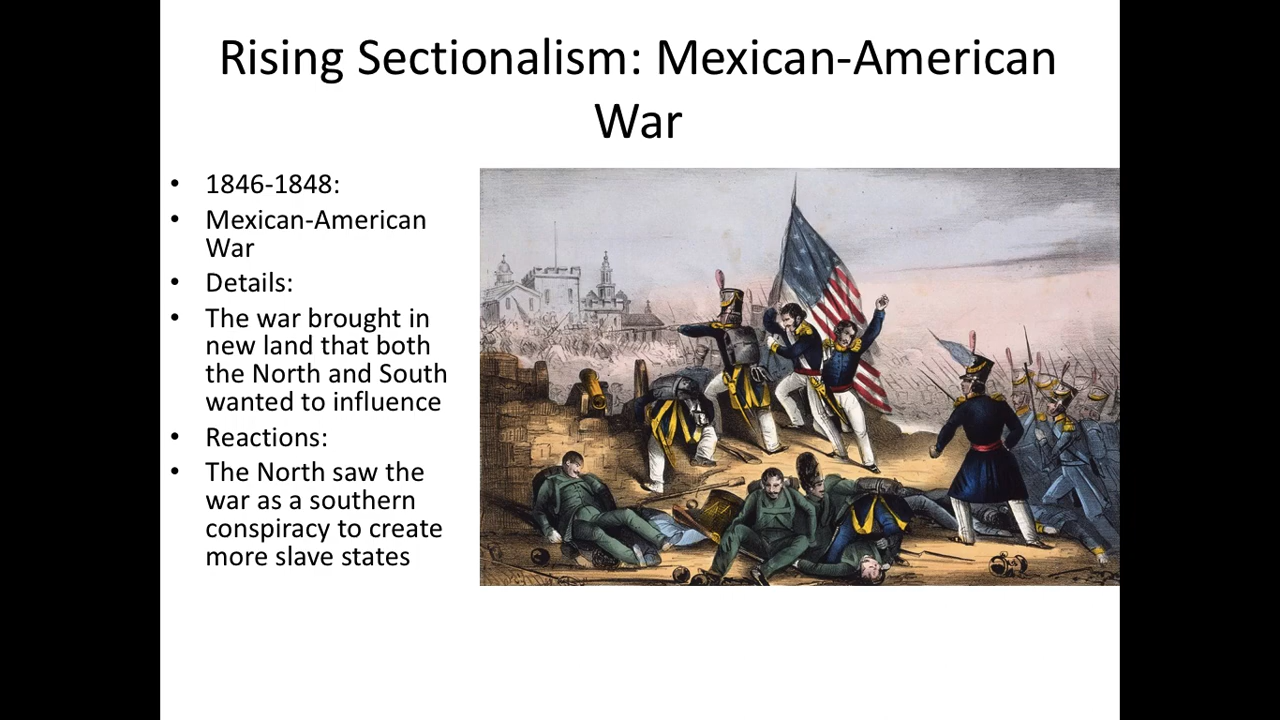 Rising Sectionalism: Mexican-American
War
• 1846-1848:
• Mexican-American
War
• Details:
• The war brought in
new land that both
the North and South
wanted to influence
• Reactions:
• The North saw the
war as a southern
conspiracy to create
more slave states